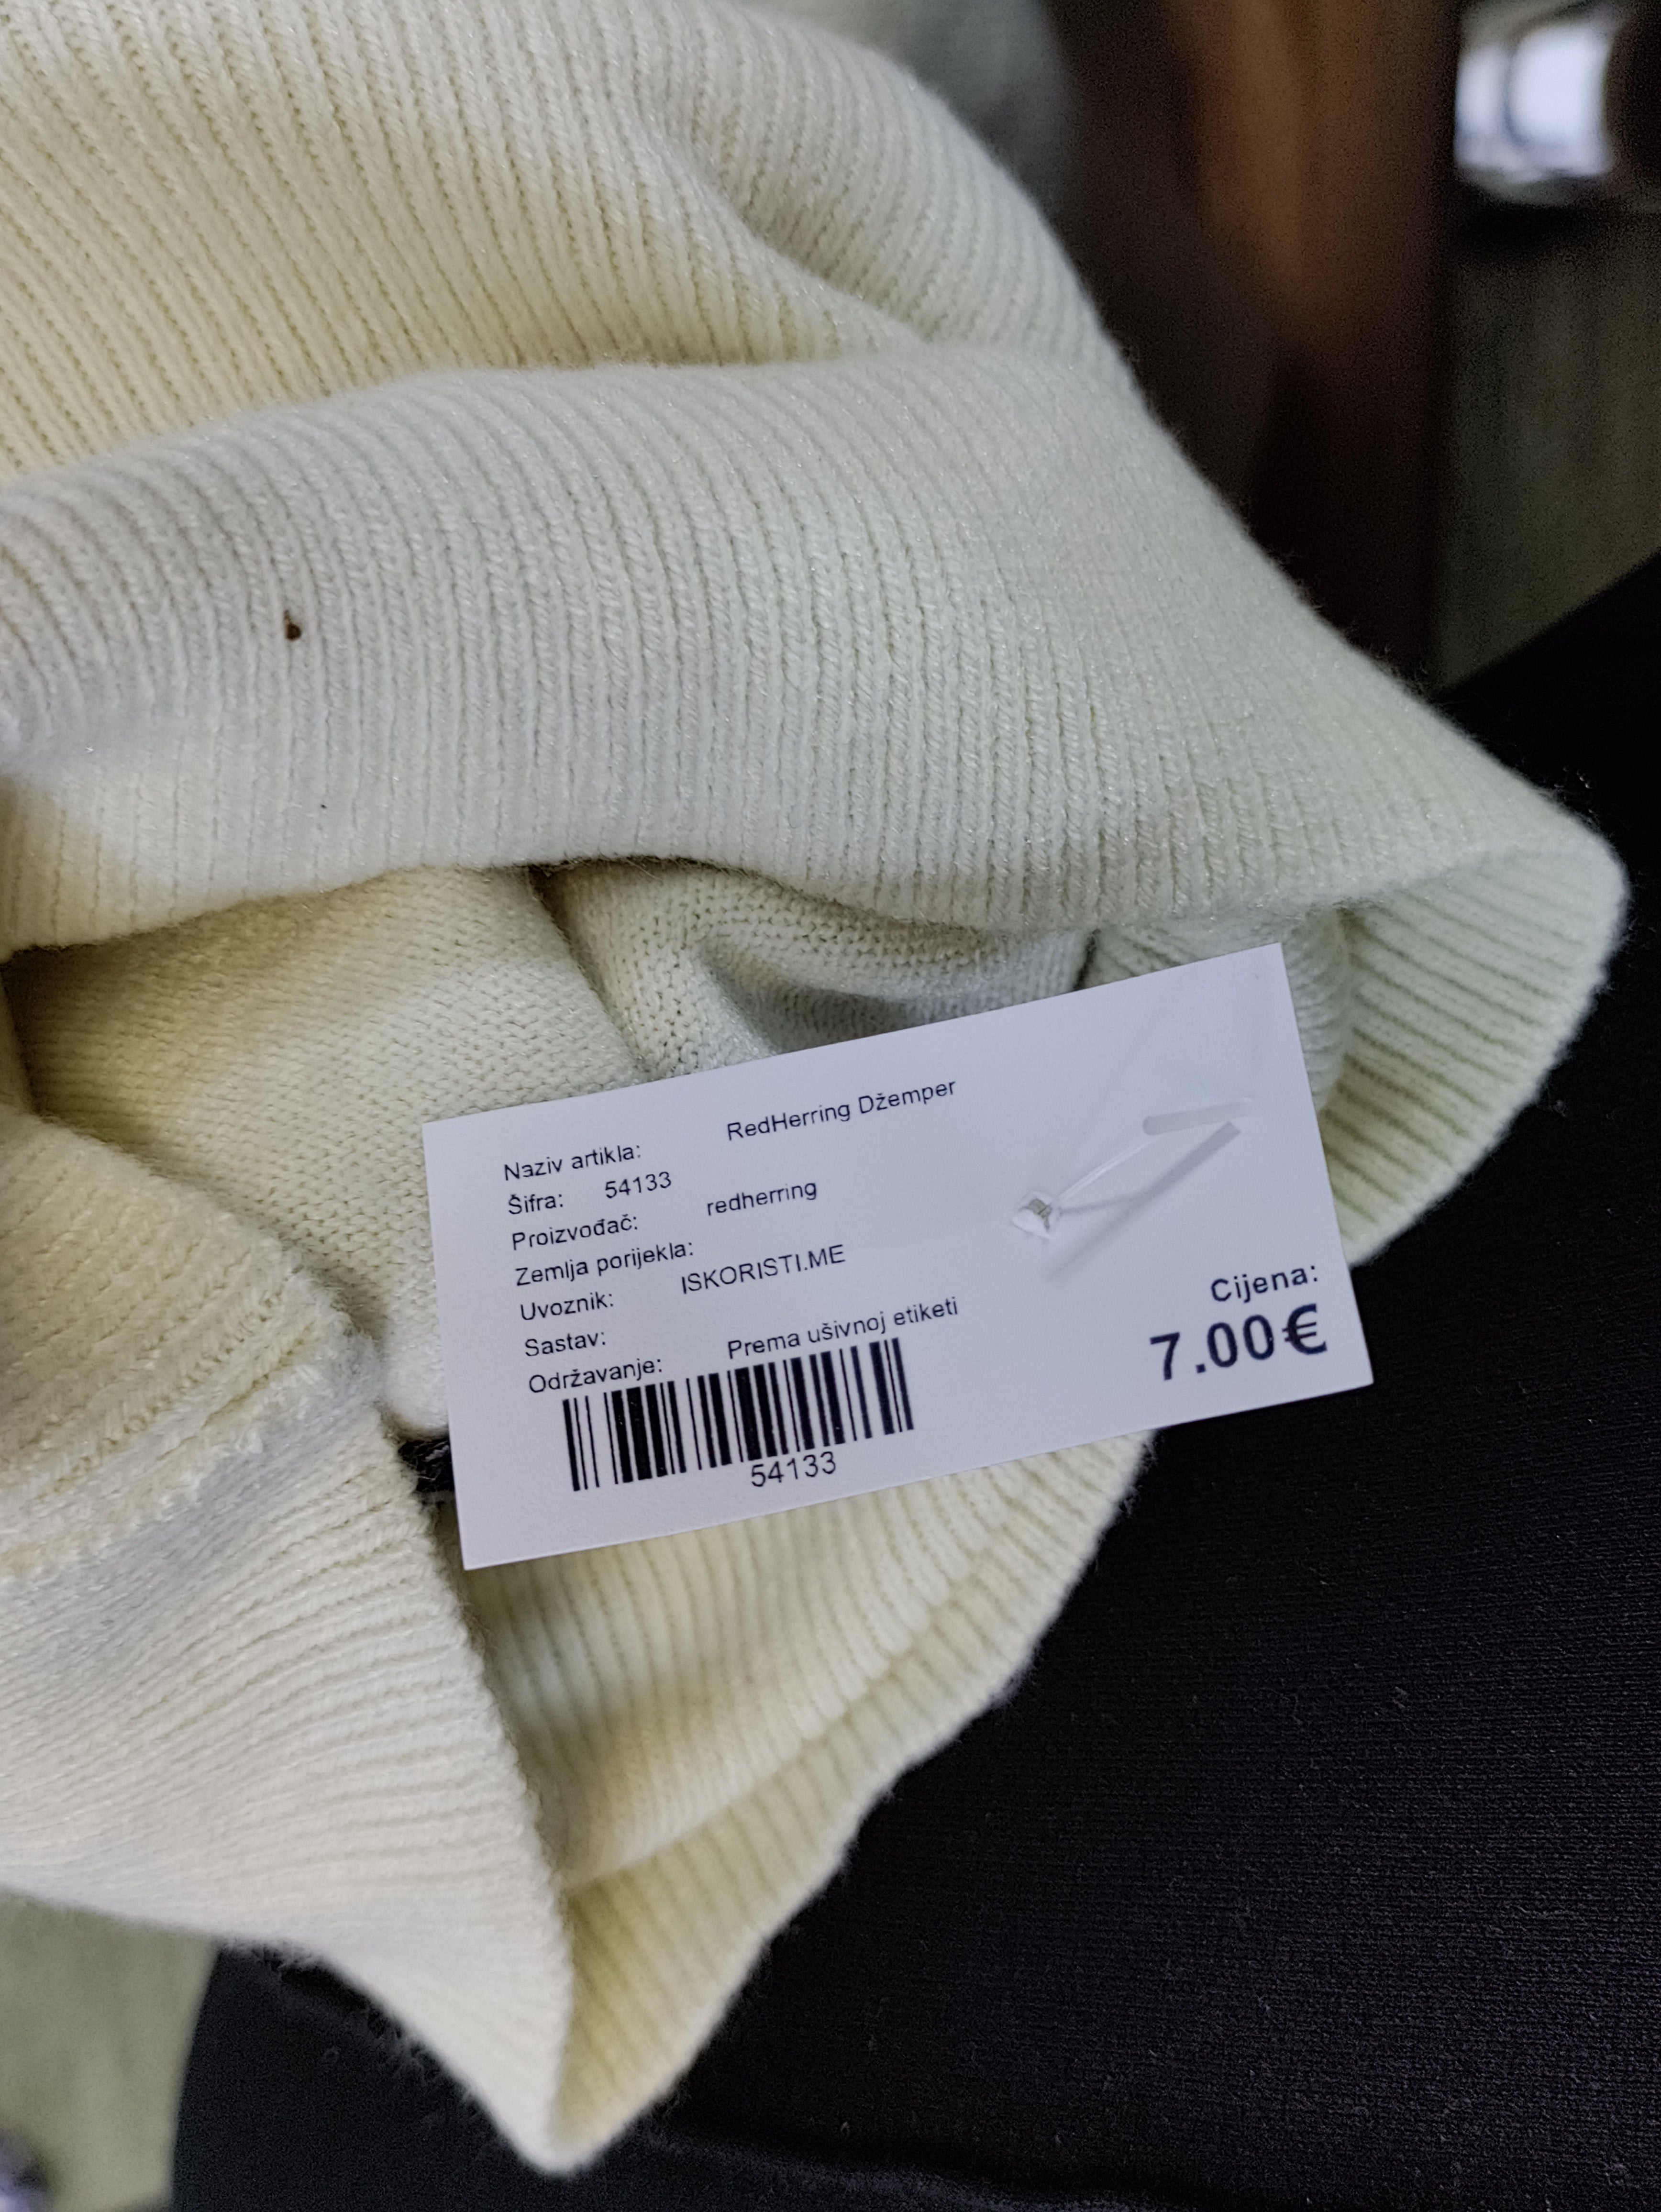 Naziv artikla: RedHerring Džemper
Šifra: 54133
Proizvođač: redherring
Zemlja porijekla:
Uvoznik: ISKORISTI.ME
Sastav:
Održavanje: Prema ušivnoj etiketi
54133
Cijena:
7.00€